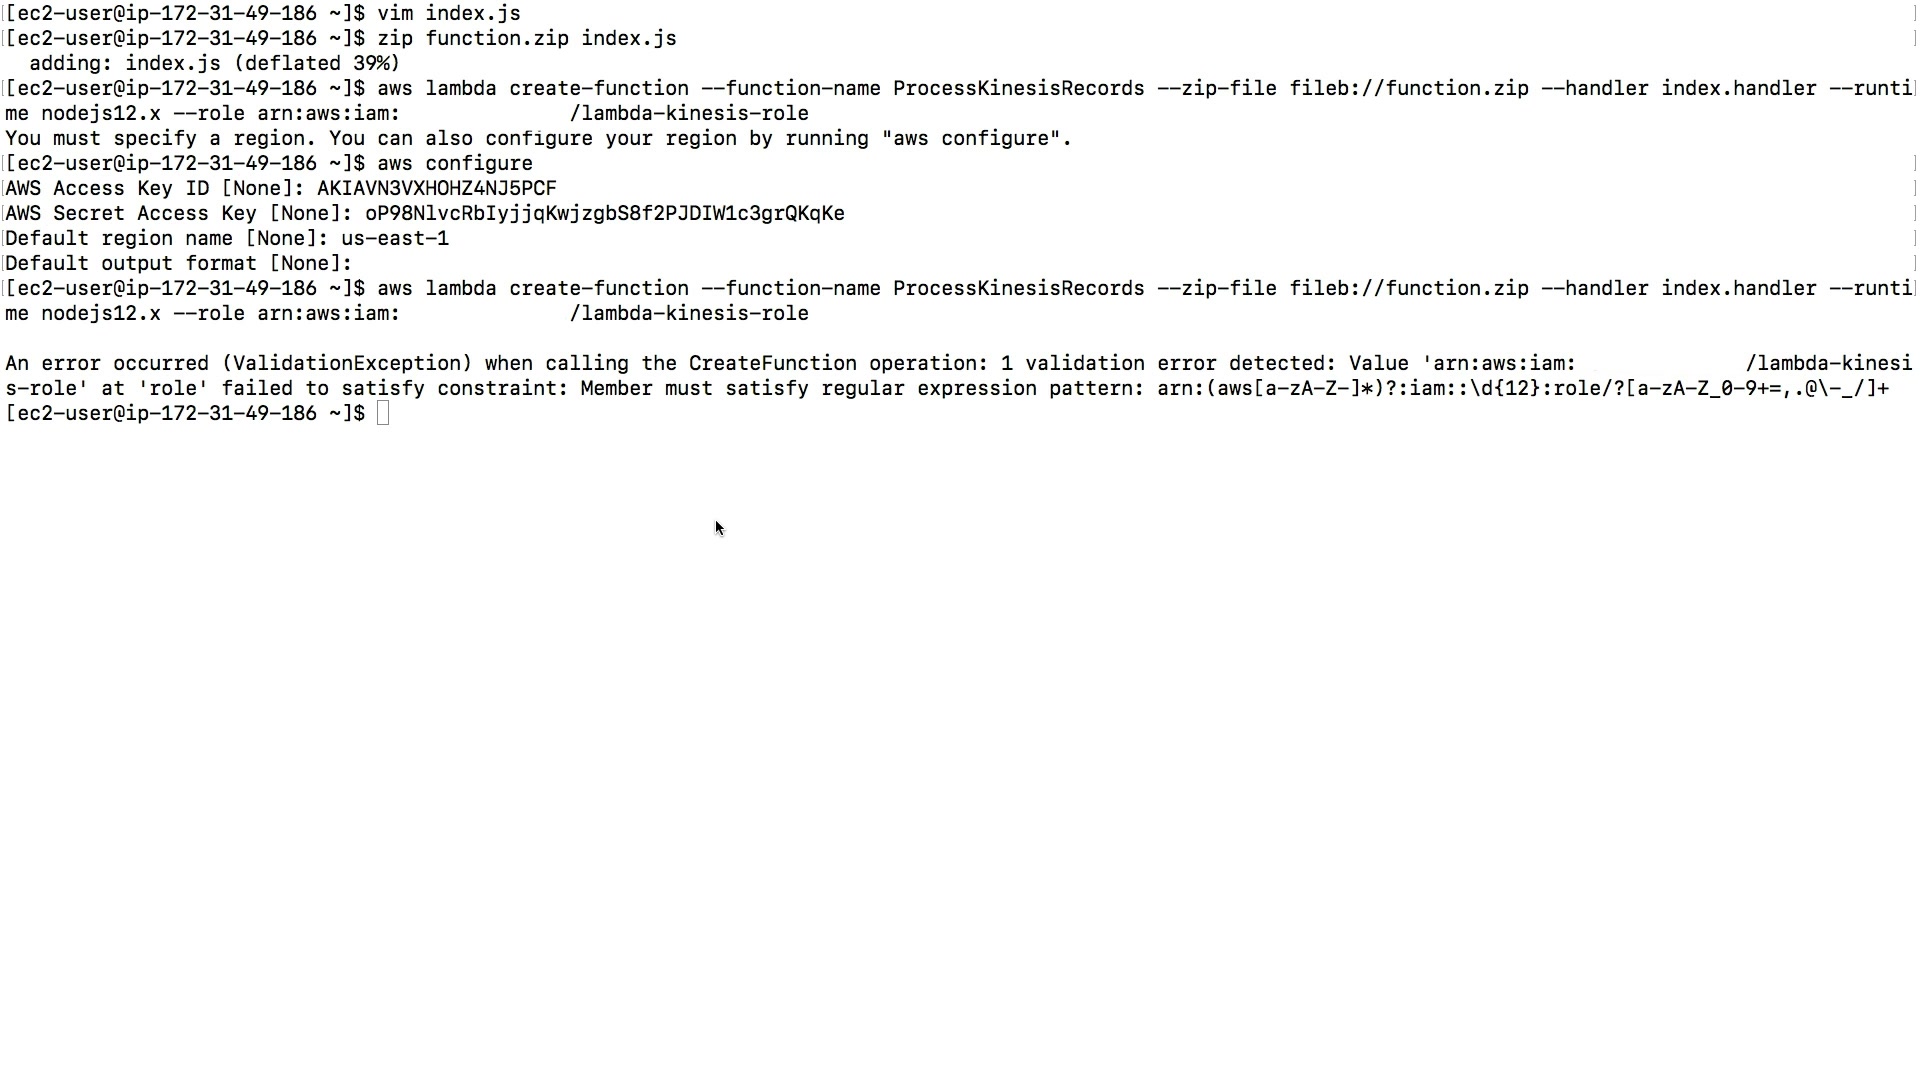 [ec2-user@ip-172-31-49-186 ~]$ vim index.js
[ec2-user@ip-172-31-49-186 ~]$ zip function.zip index.js
  adding: index.js (deflated 39%)
[ec2-user@ip-172-31-49-186 ~]$ aws lambda create-function --function-name ProcessKinesisRecords --zip-file fileb://function.zip --handler index.handler --runti
me nodejs12.x --role arn:aws:iam:              /lambda-kinesis-role
You must specify a region. You can also configure your region by running "aws configure".
[ec2-user@ip-172-31-49-186 ~]$ aws configure
AWS Access Key ID [None]: AKIAVN3VXHOHZ4NJ5PCF
AWS Secret Access Key [None]: oP98NlvcRbIyjjqKwjzgbS8f2PJDIW1c3grQKqKe
Default region name [None]: us-east-1
Default output format [None]:
[ec2-user@ip-172-31-49-186 ~]$ aws lambda create-function --function-name ProcessKinesisRecords --zip-file fileb://function.zip --handler index.handler --runti
me nodejs12.x --role arn:aws:iam:              /lambda-kinesis-role
An error occurred (ValidationException) when calling the CreateFunction operation: 1 validation error detected: Value 'arn:aws:iam:              /lambda-kinesi
s-role' at 'role' failed to satisfy constraint: Member must satisfy regular expression pattern: arn:(aws[a-zA-Z-]*)?:iam::\d{12}:role/?[a-zA-Z_0-9+=,.@\-_/]+
[ec2-user@ip-172-31-49-186 ~]$